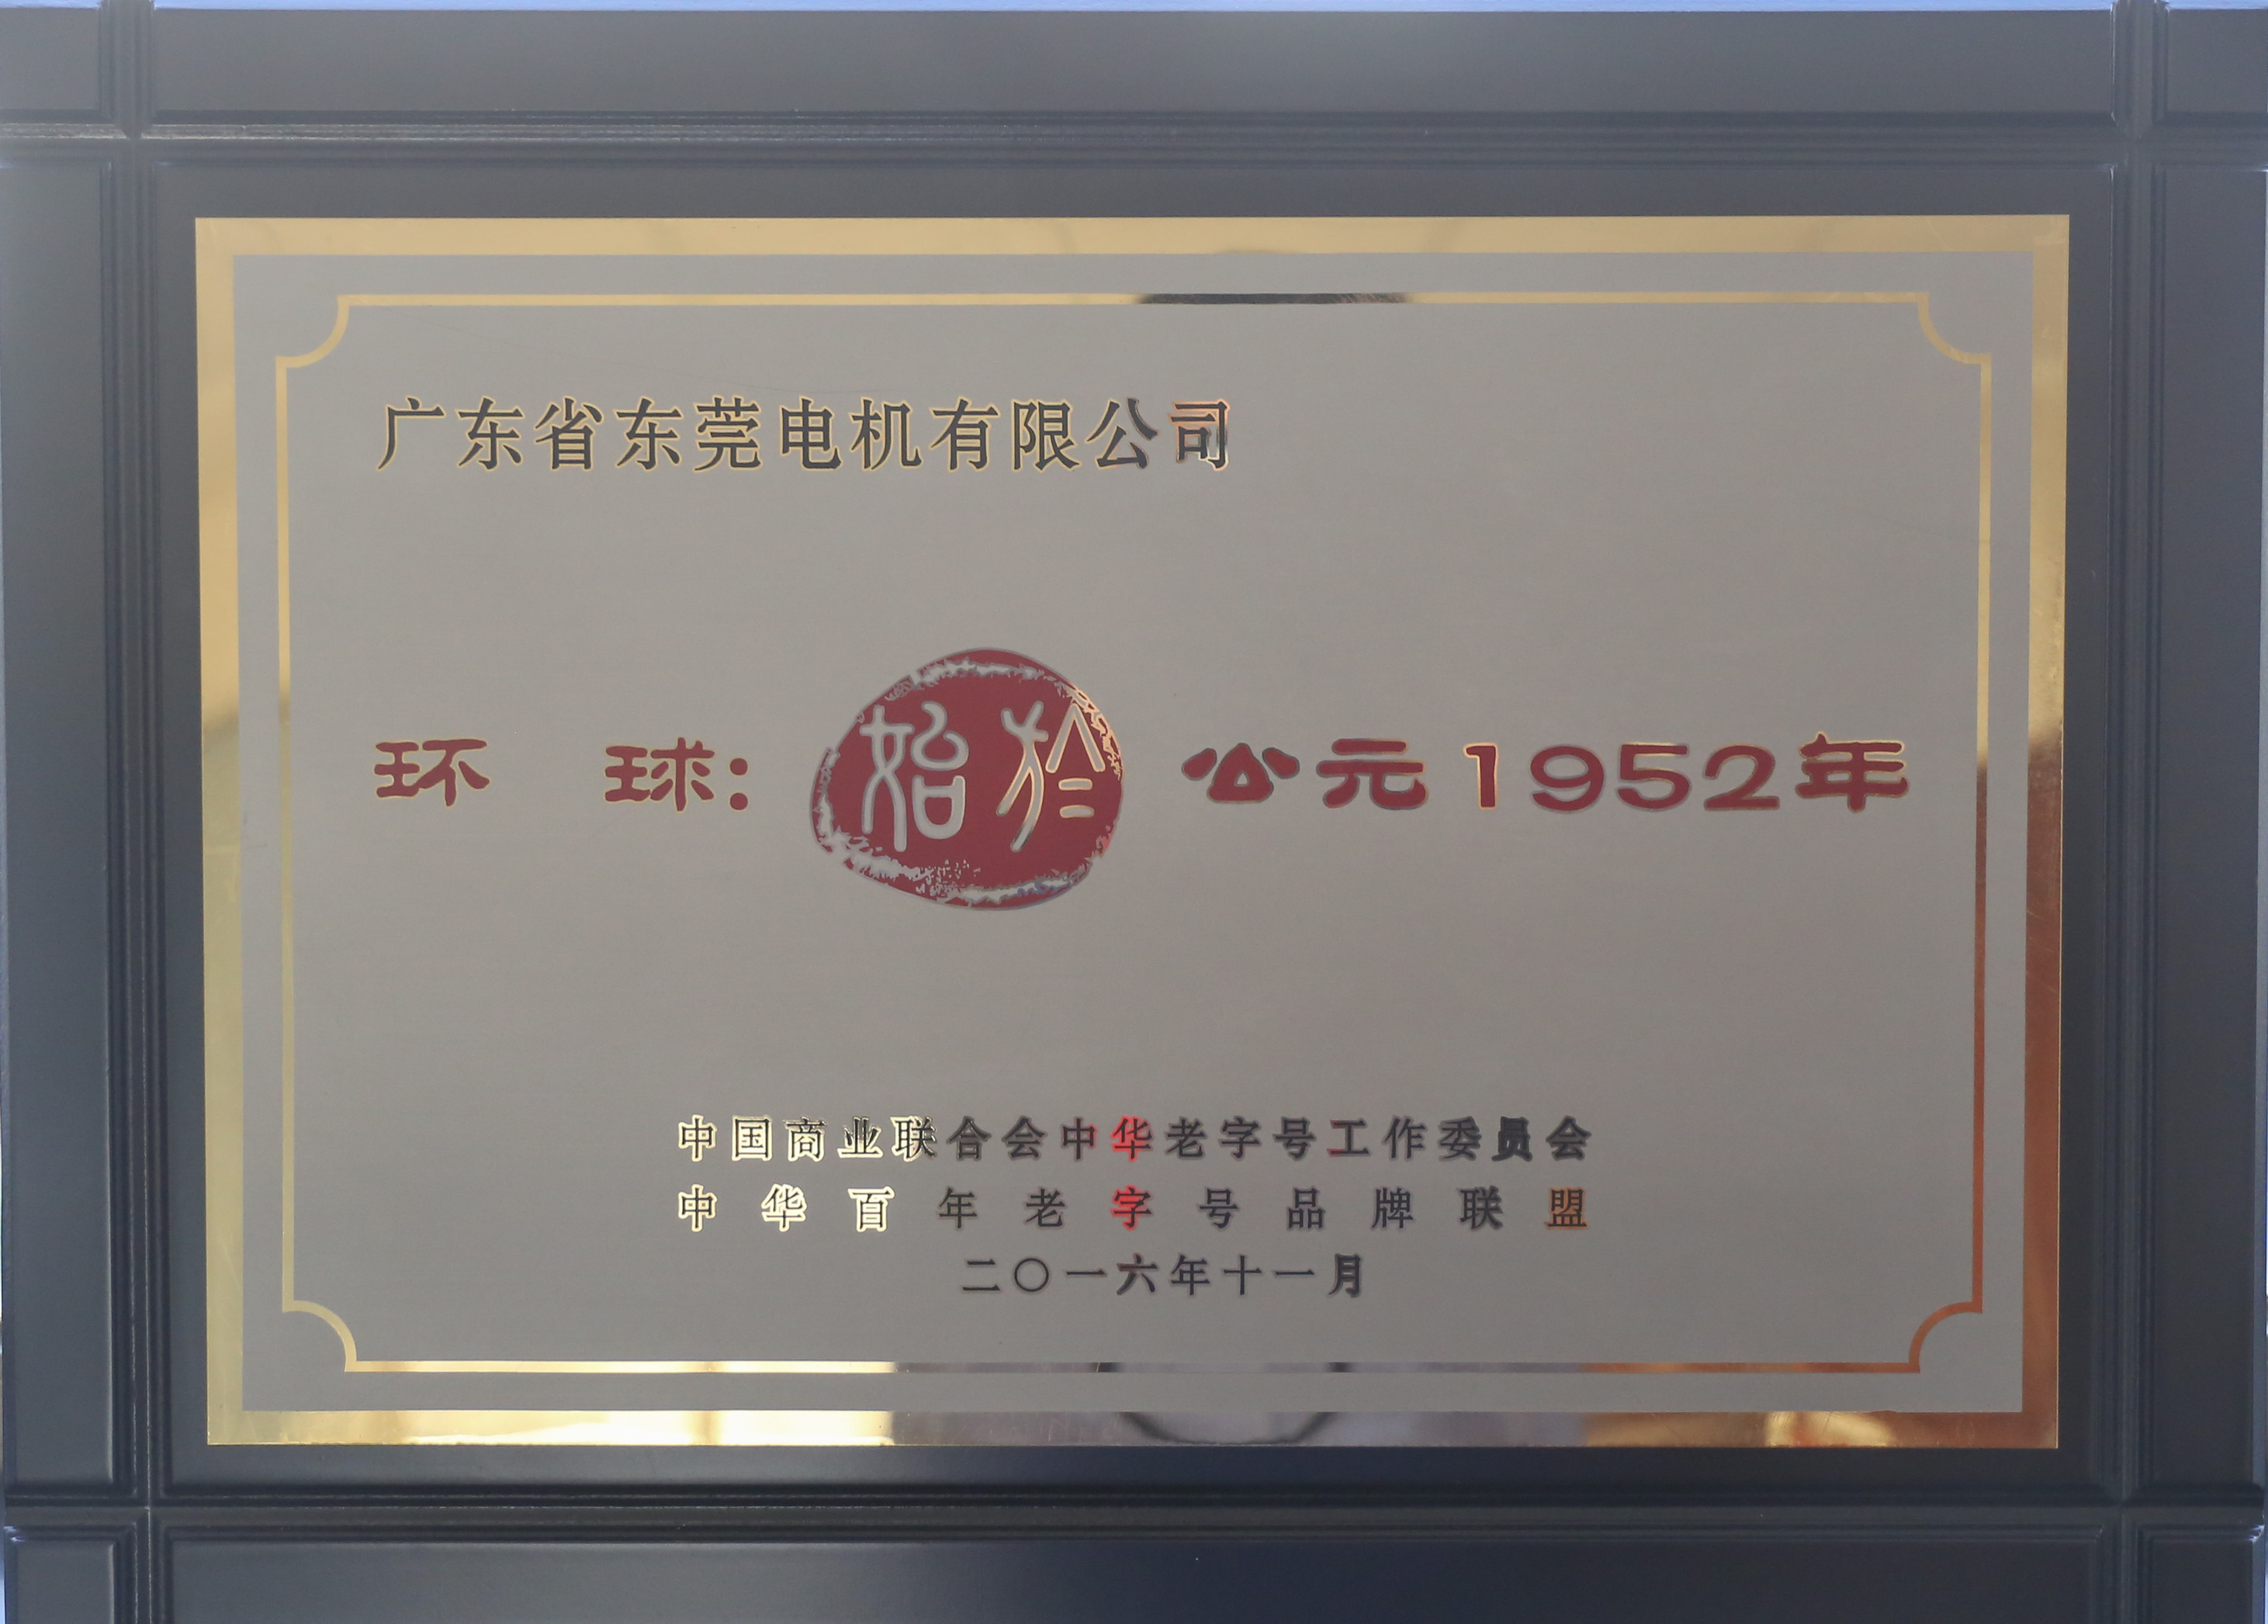 广东省东莞电机有限公司
环 球: 始於 公元1952年
中国商业联合会中华老字号工作委员会
中华百年老字号品牌联盟
二〇一六年十一月